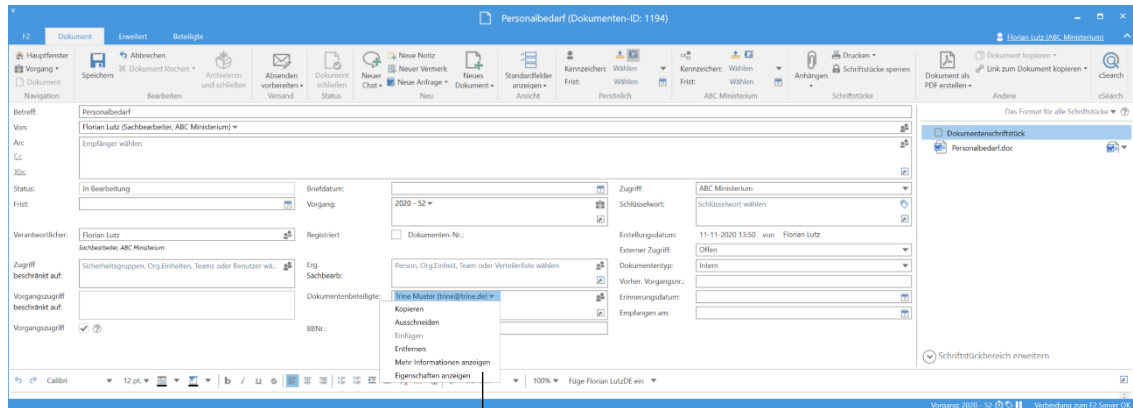 Personalbedarf (Dokumenten-ID: 1194)
F2 Dokument Erweitert Beteiligte
Florian Lutz (ABC Ministerium)
Hauptfenster
Vorgang
Dokument
Navigation
Speichern
Abbrechen
Dokument löschen
Archivieren und schließen
Bearbeiten
Absenden vorbereiten
Versand
Dokument schließen
Status
Neuer Chat
Neue Notiz
Neuer Vermerk
Neue Anfrage
Neues Dokument
Neu
Standardfelder anzeigen
Ansicht
Kennzeichen: Wählen
Frist: Wählen
Persönlich
Kennzeichen: Wählen
Frist: Wählen
ABC Ministerium
Anhängen
Drucken
Schriftstücke sperren
Schriftstücke
Dokument als PDF erstellen
Dokument kopieren
Link zum Dokument kopieren
Andere
cSearch
cSearch
Betreff: Personalbedarf
Von: Florian Lutz (Sachbearbeiter, ABC Ministerium)
An: Empfänger wählen
Cc
Xbc
Das Format für alle Schriftstücke
Dokumentenschriftstück
Personalbedarf.doc
Status: In Bearbeitung Briefdatum: Zugriff: ABC Ministerium
Frist: Vorgang: 2020 - 52 Schlüsselwort: Schlüsselwort wählen
Verantwortlicher: Florian Lutz Registriert Dokumenten-Nr.: Erstellungsdatum: 11-11-2020 13:50 von Florian Lutz
Sachbearbeiter, ABC Ministerium
Externer Zugriff: Offen
Zugriff beschränkt auf: Sicherheitsgruppen, Org.Einheiten, Teams oder Benutzer wä... Erg. Sachbearb: Person, Org.Einheit, Team oder Verteilerliste wählen Dokumententyp: Intern
Vorher. Vorgangsnr.:
Vorgangszugriff beschränkt auf: Dokumentenbeteiligte: Trine Muster (trine@trine.de) Erinnerungsdatum:
Empfangen am:
Vorgangszugriff BBNr.:
Kopieren
Ausschneiden
Einfügen
Entfernen
Mehr Informationen anzeigen
Eigenschaften anzeigen
Schriftstückbereich erweitern
Calibri 12 pt. b / u 100% Füge Florian LutzDE ein
Vorgang: 2020 - 52 Verbindung zum F2 Server OK